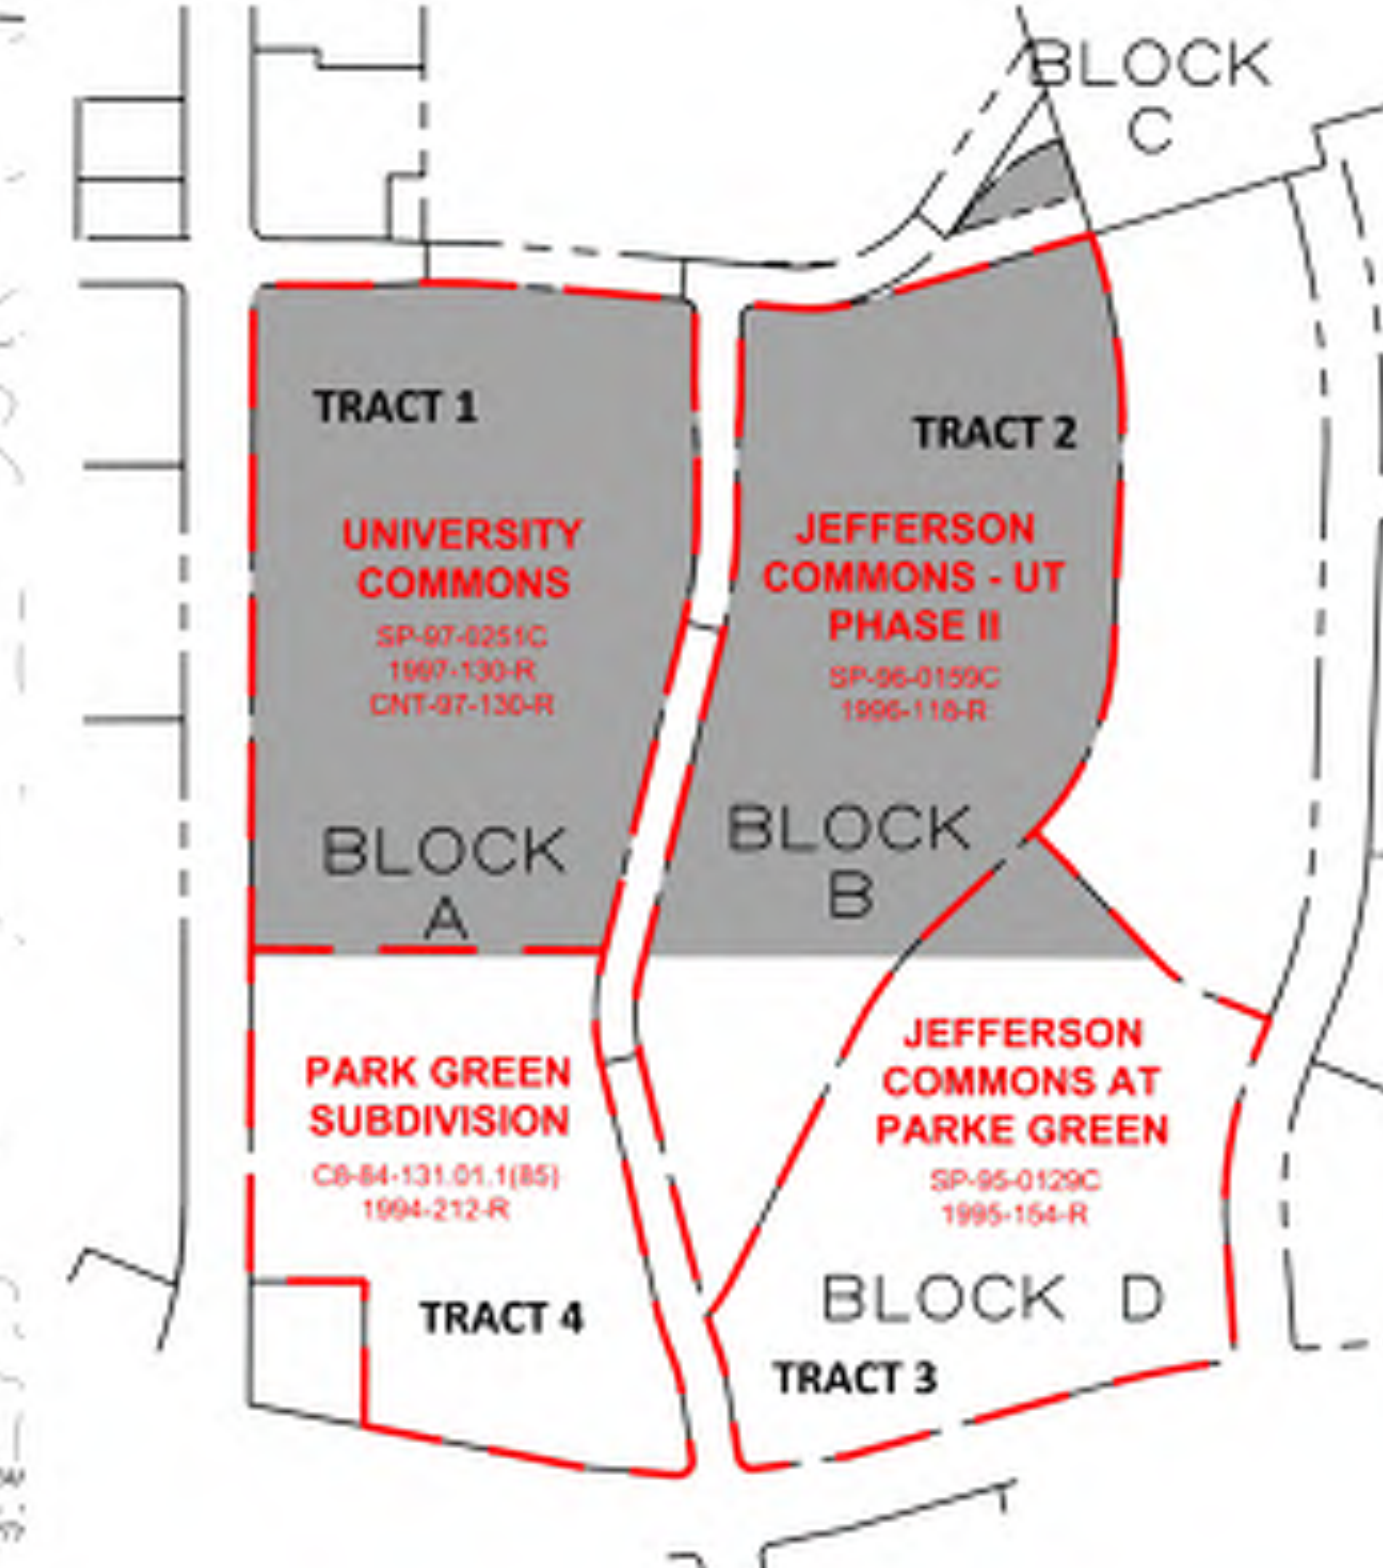 BLOCK
C
TRACT 1
TRACT 2
UNIVERSITY
COMMONS
SP-97-0251C
1997-130-R
CNT-97-130-R
JEFFERSON
COMMONS - UT
PHASE II
SP-96-0159C
1996-118-R
BLOCK
A
BLOCK
B
PARK GREEN
SUBDIVISION
C8-84-131.01.1(85)
1994-212-R
JEFFERSON
COMMONS AT
PARKE GREEN
SP-95-0129C
1995-154-R
BLOCK D
TRACT 4
TRACT 3